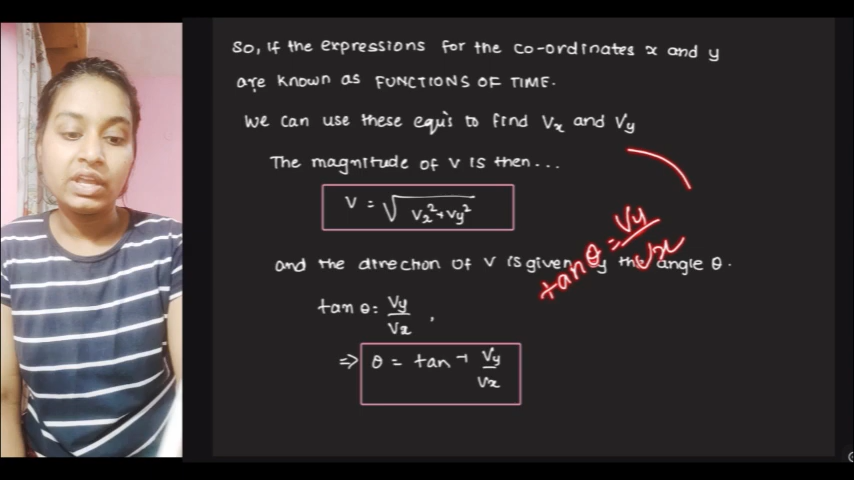 So, if the expressions for the co-ordinates x and y
are known as FUNCTIONS OF TIME.
We can use these eqn's to find Vx and Vy
The magnitude of V is then...
V = √Vx² + Vy²
and the direction of V is given by the angle θ.
tan θ = Vy/Vx
tan θ = Vy/Vx ,
⇒ θ = tan⁻¹ Vy/Vx